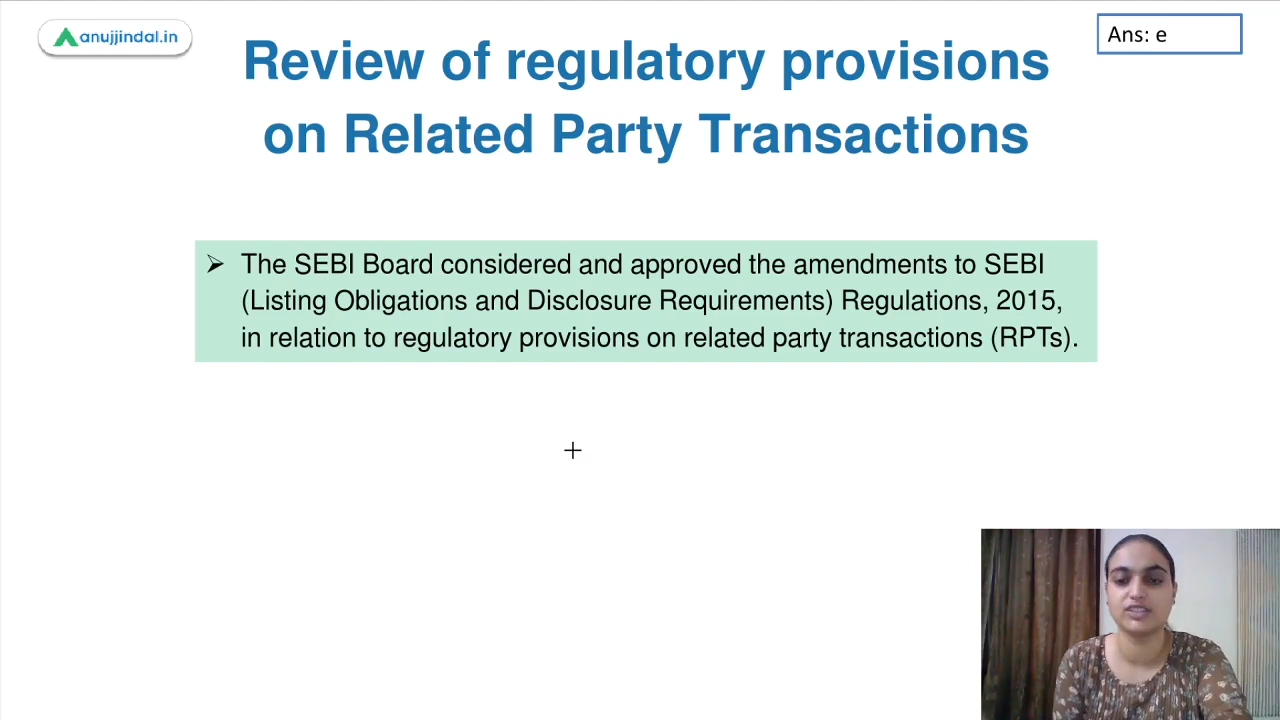 anujjindal.in
Ans: e
Review of regulatory provisions
on Related Party Transactions
➢ The SEBI Board considered and approved the amendments to SEBI
(Listing Obligations and Disclosure Requirements) Regulations, 2015,
in relation to regulatory provisions on related party transactions (RPTs).